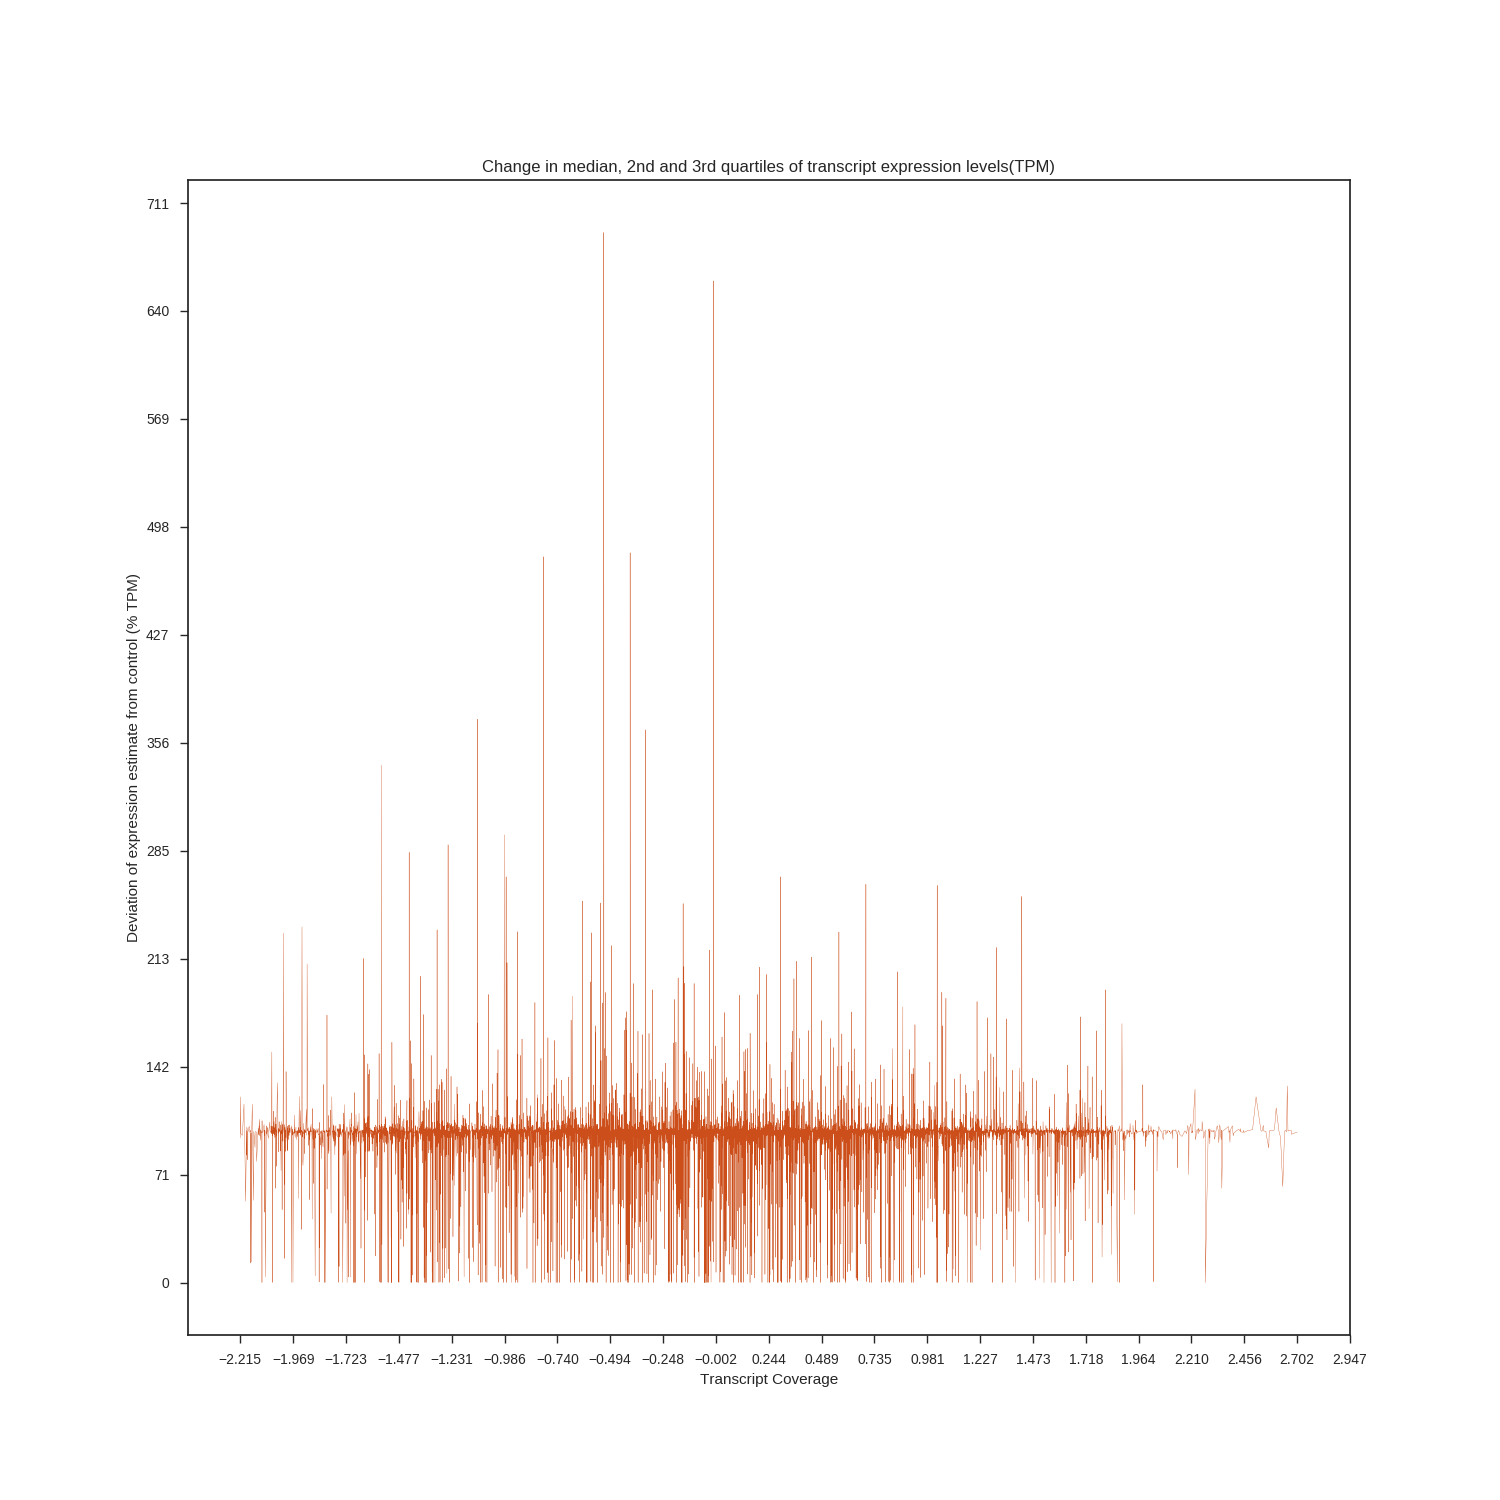 Change in median, 2nd and 3rd quartiles of transcript expression levels(TPM)
711
640
569
498
427
356
285
213
142
71
0
Deviation of expression estimate from control (% TPM)
−2.215 −1.969 −1.723 −1.477 −1.231 −0.986 −0.740 −0.494 −0.248 −0.002 0.244 0.489 0.735 0.981 1.227 1.473 1.718 1.964 2.210 2.456 2.702 2.947
Transcript Coverage